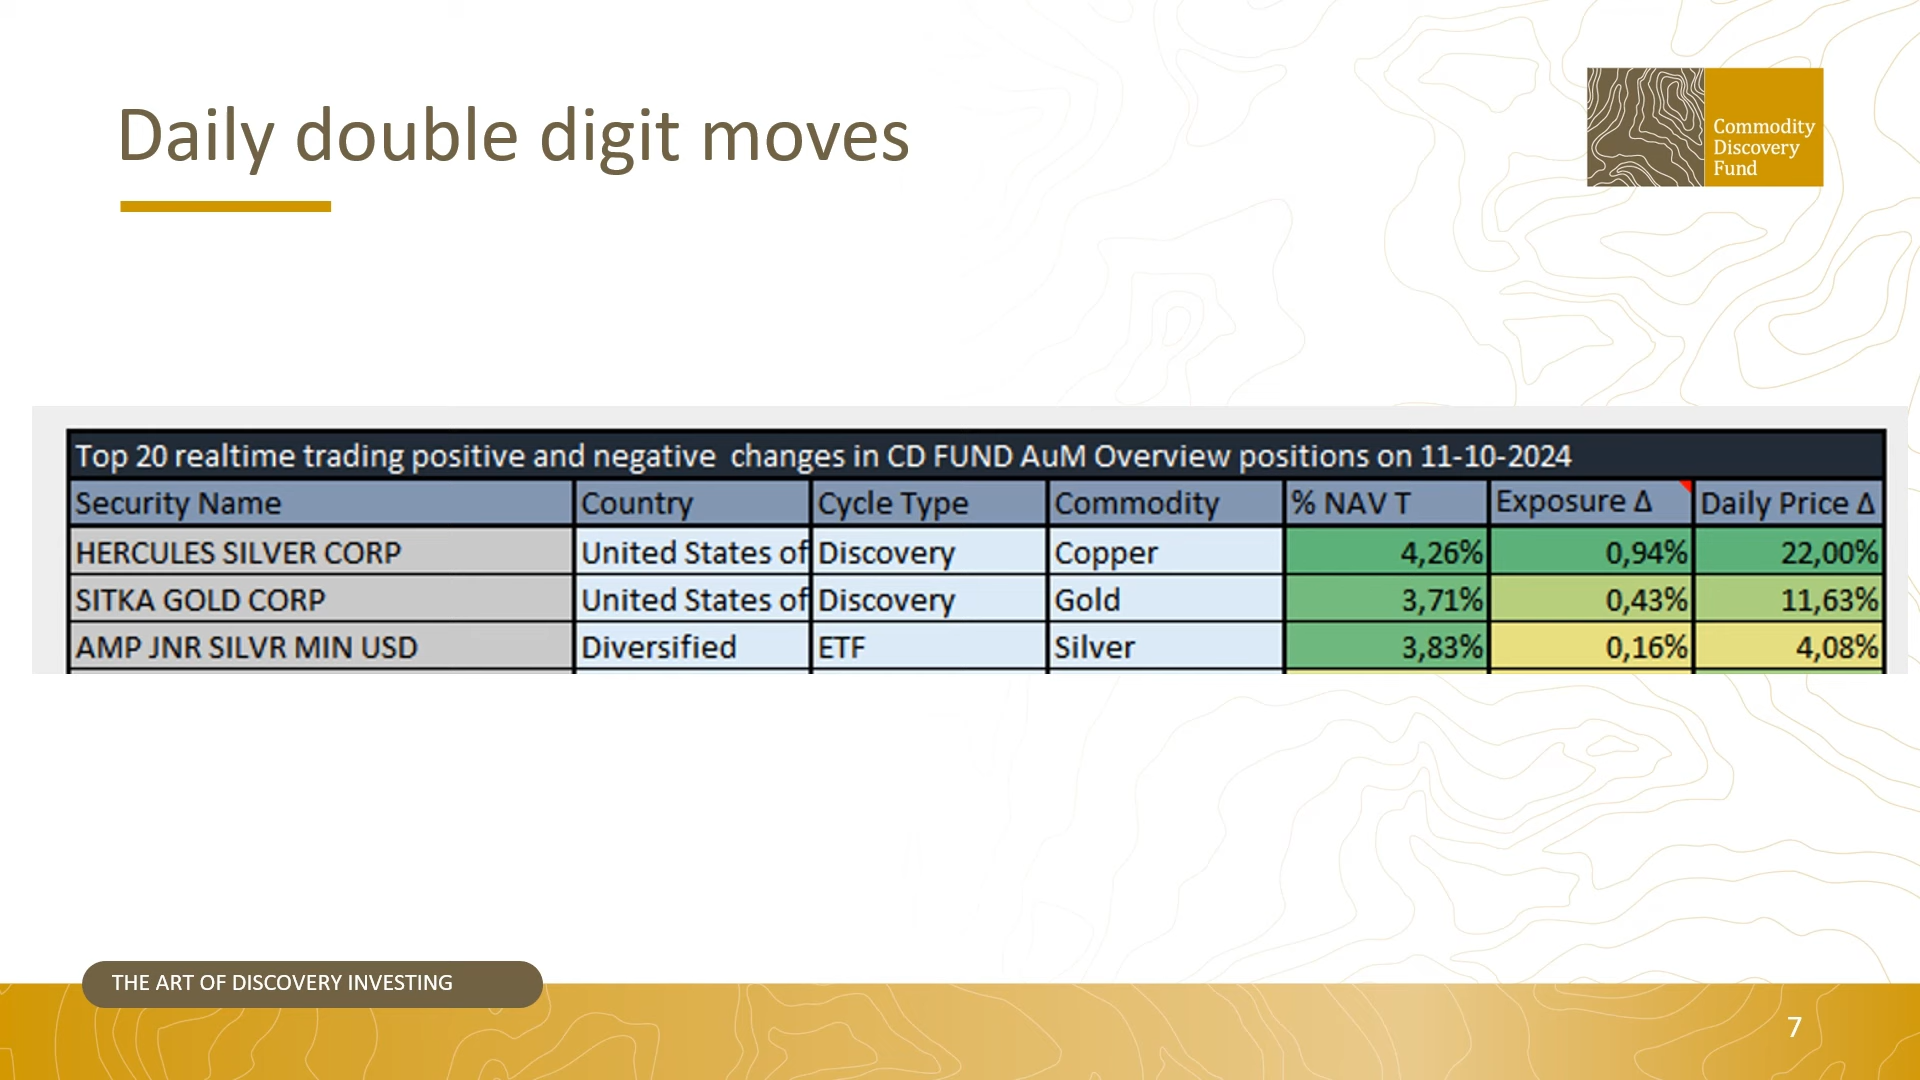 Daily double digit moves
Commodity
Discovery
Fund
Top 20 realtime trading positive and negative changes in CD FUND AuM Overview positions on 11-10-2024
Security Name Country Cycle Type Commodity % NAV T Exposure Δ Daily Price Δ
HERCULES SILVER CORP United States of Discovery Copper 4,26% 0,94% 22,00%
SITKA GOLD CORP United States of Discovery Gold 3,71% 0,43% 11,63%
AMP JNR SILVR MIN USD Diversified ETF Silver 3,83% 0,16% 4,08%
THE ART OF DISCOVERY INVESTING
7